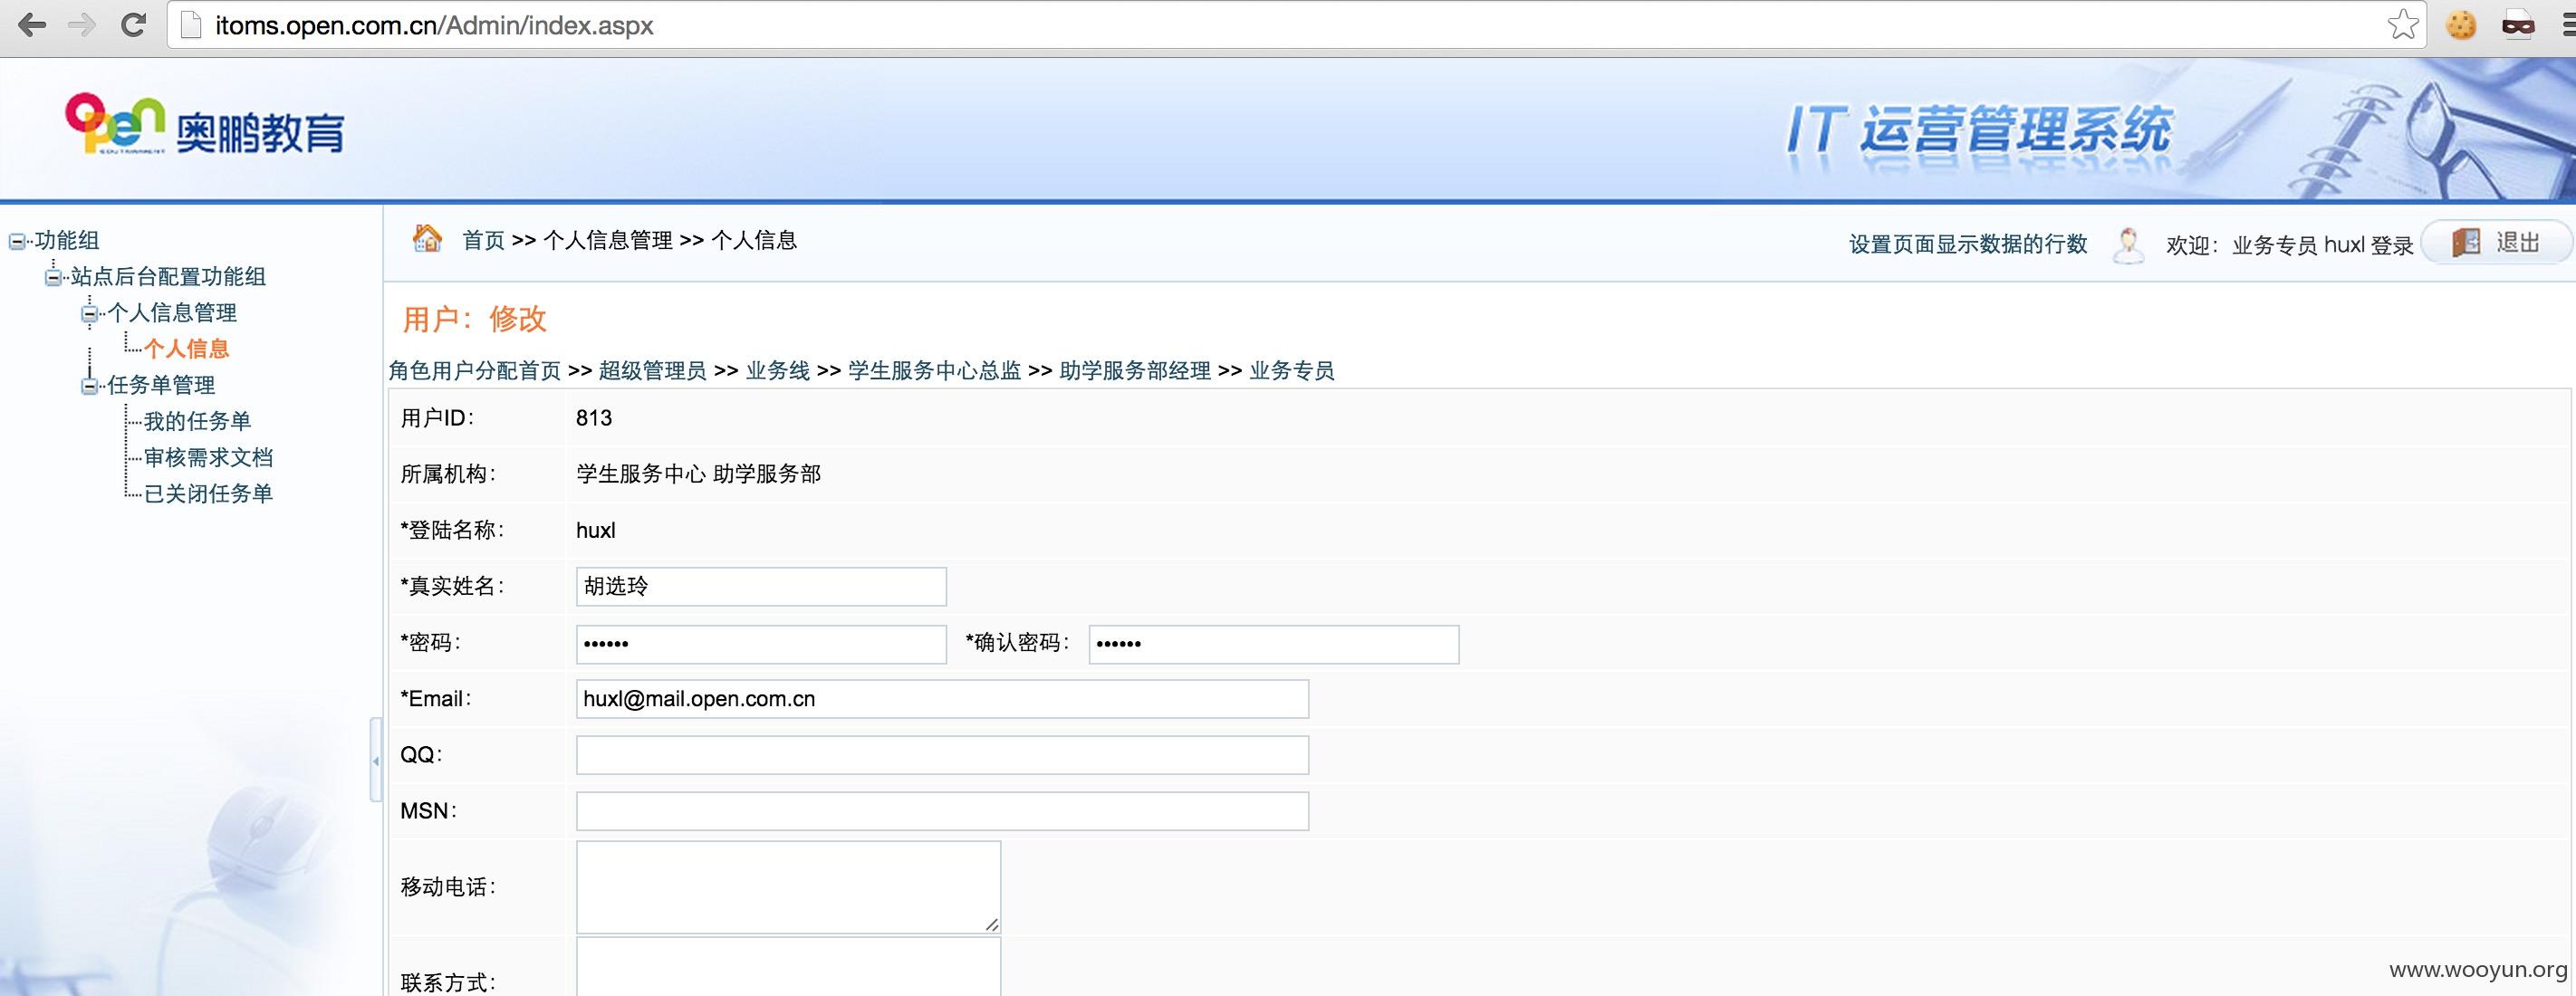 itoms.open.com.cn/Admin/index.aspx
open 奥鹏教育
IT 运营管理系统
功能组
站点后台配置功能组
个人信息管理
个人信息
任务单管理
我的任务单
审核需求文档
已关闭任务单
首页 >> 个人信息管理 >> 个人信息
设置页面显示数据的行数 欢迎：业务专员 huxl 登录 退出
用户：修改
角色用户分配首页 >> 超级管理员 >> 业务线 >> 学生服务中心总监 >> 助学服务部经理 >> 业务专员
用户ID： 813
所属机构： 学生服务中心 助学服务部
*登陆名称： huxl
*真实姓名： 胡选玲
*密码： •••••• *确认密码： ••••••
*Email： huxl@mail.open.com.cn
QQ：
MSN：
移动电话：
联系方式：
www.wooyun.org